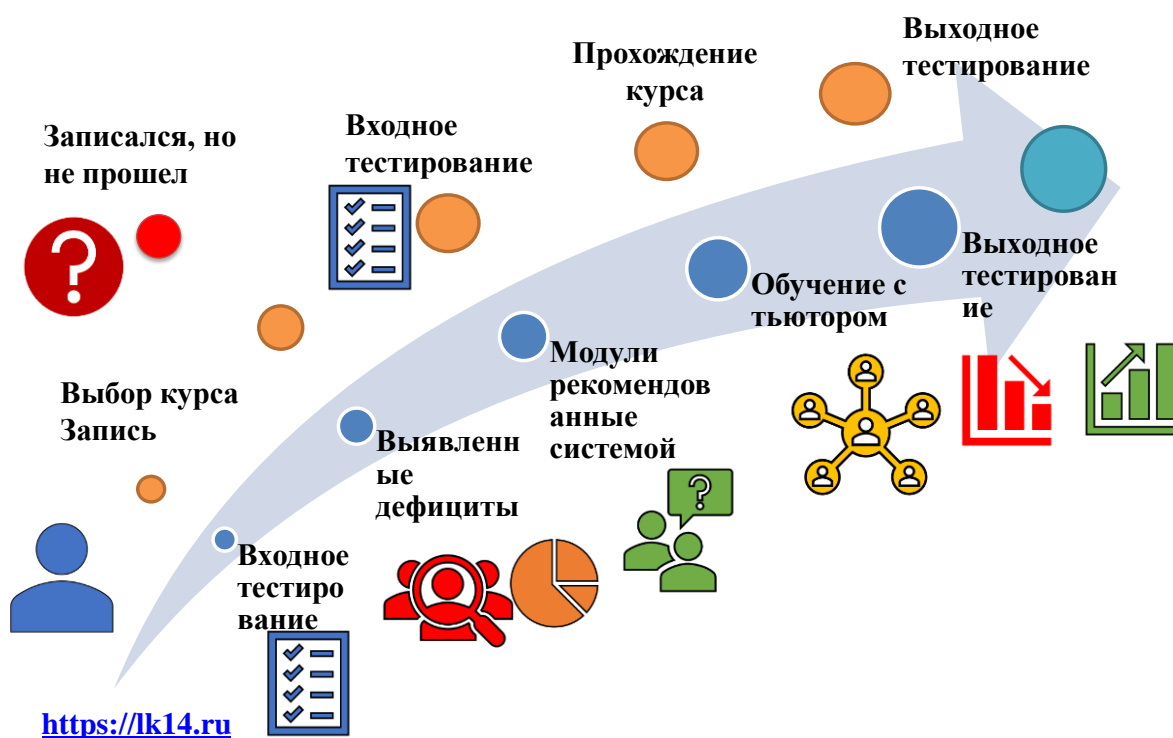 Выходное
тестирование
Прохождение
курса
Входное
тестирование
Записался, но
не прошел
Выбор курса
Запись
Выходное
тестирован
ие
Обучение с
тьютором
Модули
рекомендов
анные
системой
Выявленн
ые
дефициты
Входное
тестиро
вание
https://lk14.ru